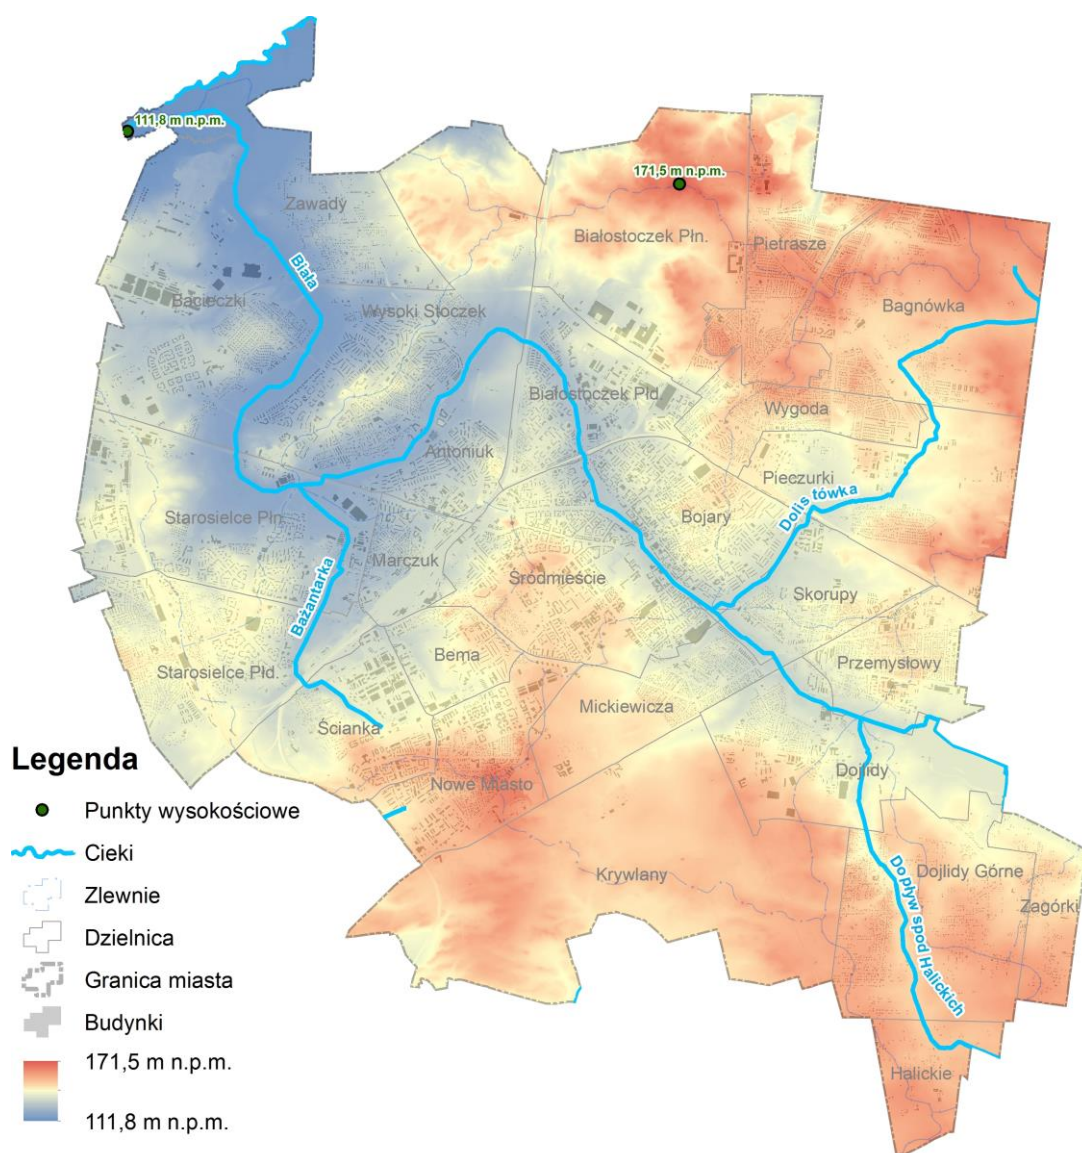 111,8 m n.p.m.
171,5 m n.p.m.
Zawady
Białostoczek Płn.
Pietrasze
Biała
Bacieczki
Wysoki Stoczek
Bagnówka
Białostoczek Płd.
Wygoda
Antoniuk
Pieczurki
Dolistówka
Starosielce Płn.
Bojary
Marczuk
Śródmieście
Bażantarka
Skorupy
Bema
Przemysłowy
Starosielce Płd.
Mickiewicza
Ścianka
Dojlidy
Nowe Miasto
Krywlany
Dojlidy Górne
Zagórki
Dopływ spod Halickich
Halickie
Legenda
Punkty wysokościowe
Cieki
Zlewnie
Dzielnica
Granica miasta
Budynki
171,5 m n.p.m.
111,8 m n.p.m.